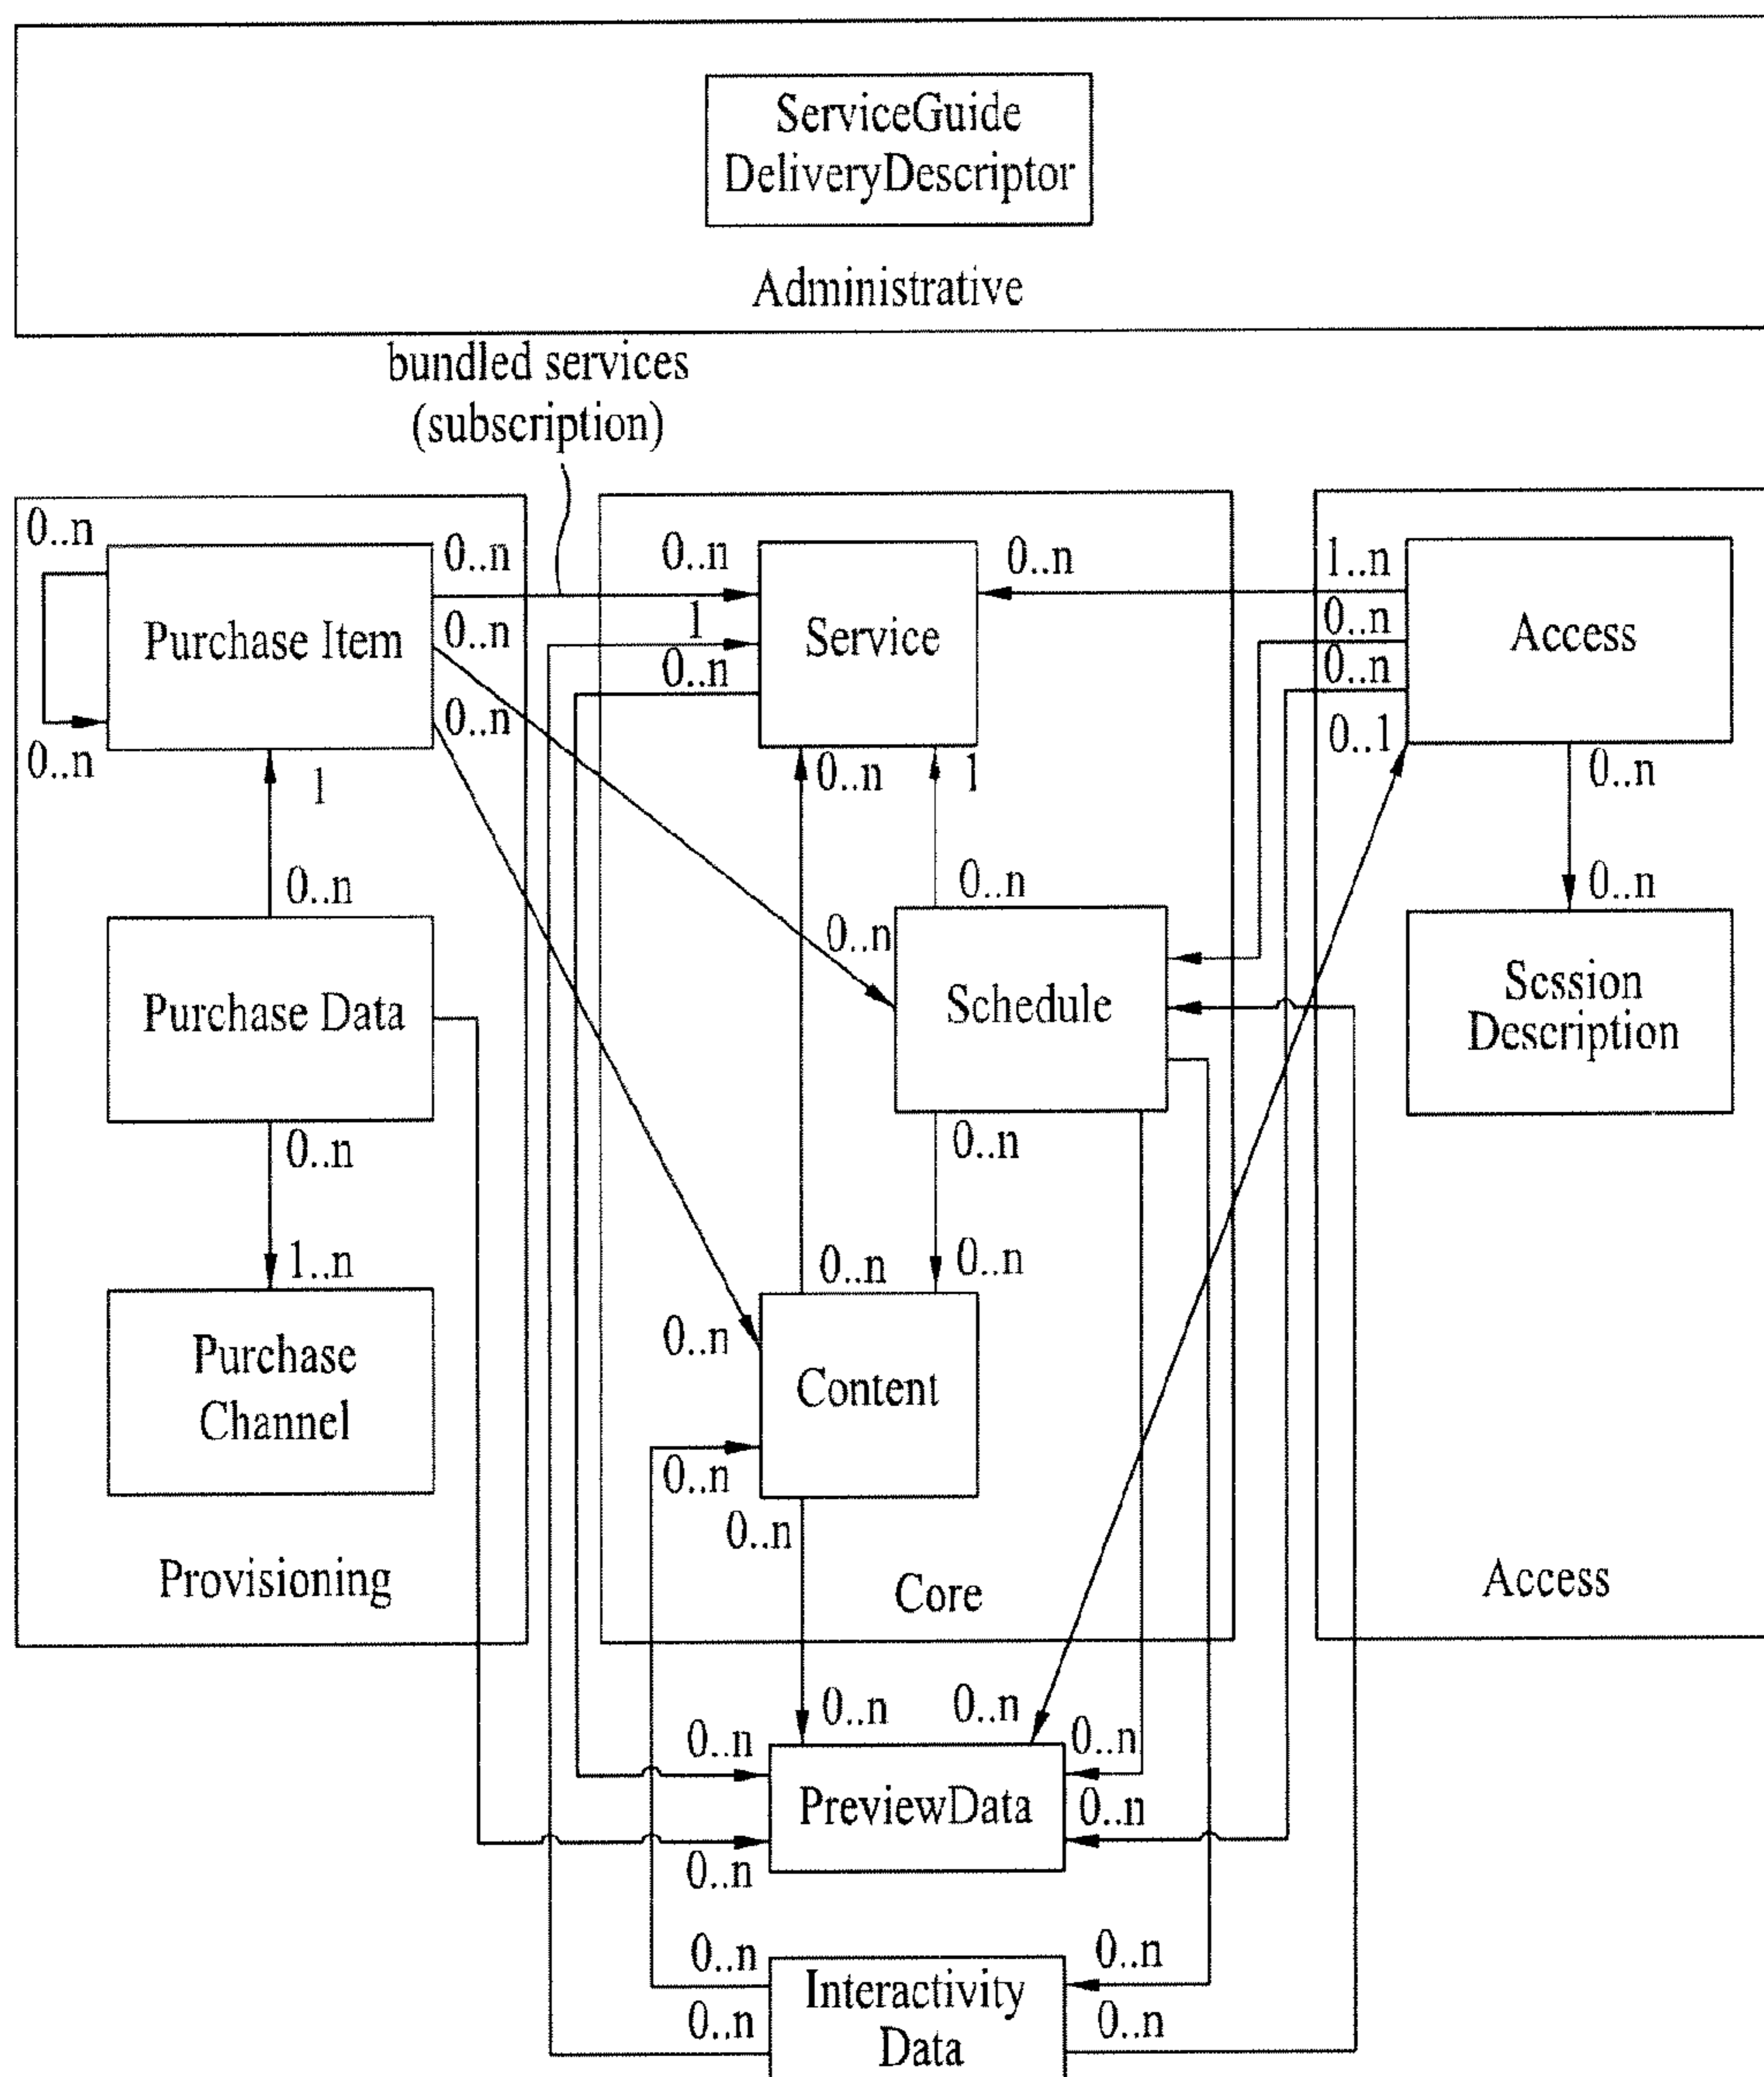 ServiceGuide
DeliveryDescriptor
Administrative
bundled services
(subscription)
0..n
Purchase Item
0..n
0..n
0..n
0..n
0..n
1
0..n
Service
0..n
1..n
0..n
0..n
0..1
Access
0..n
1
0..n
0..n
1
0..n
0..n
0..n
Purchase Data
0..n
Schedule
Session
Description
0..n
1..n
0..n
0..n
0..n
Purchase
Channel
0..n
Content
0..n
0..n
Provisioning
Core
Access
0..n
0..n
0..n
0..n
PreviewData
0..n
0..n
0..n
0..n
Interactivity
Data
0..n
0..n